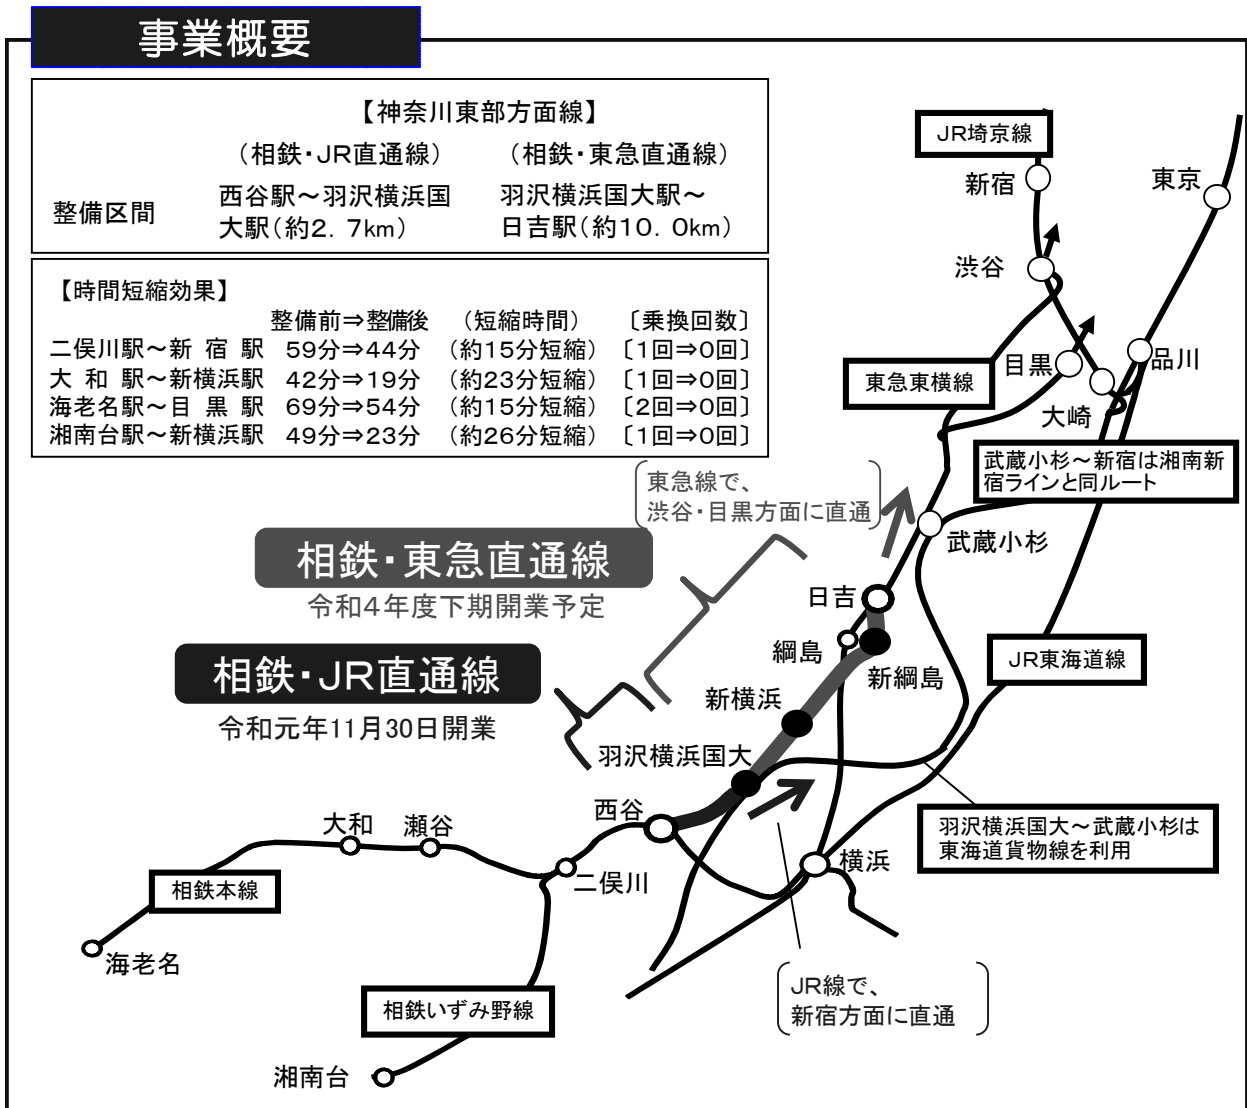 事業概要
【神奈川東部方面線】
（相鉄・JR直通線） （相鉄・東急直通線）
整備区間
西谷駅～羽沢横浜国
大駅（約2．7km）
羽沢横浜国大駅～
日吉駅（約10．0km）
【時間短縮効果】
整備前⇒整備後 （短縮時間） 〔乗換回数〕
二俣川駅～新 宿 駅 59分⇒44分 （約15分短縮） 〔1回⇒0回〕
大 和 駅～新横浜駅 42分⇒19分 （約23分短縮） 〔1回⇒0回〕
海老名駅～目 黒 駅 69分⇒54分 （約15分短縮） 〔2回⇒0回〕
湘南台駅～新横浜駅 49分⇒23分 （約26分短縮） 〔1回⇒0回〕
JR埼京線
新宿
東京
渋谷
目黒
品川
東急東横線
大崎
武蔵小杉～新宿は湘南新
宿ラインと同ルート
東急線で、
渋谷・目黒方面に直通
武蔵小杉
相鉄・東急直通線
令和4年度下期開業予定
日吉
綱島
新綱島
JR東海道線
相鉄・JR直通線
令和元年11月30日開業
新横浜
羽沢横浜国大
西谷
大和
瀬谷
二俣川
横浜
羽沢横浜国大～武蔵小杉は
東海道貨物線を利用
相鉄本線
海老名
相鉄いずみ野線
JR線で、
新宿方面に直通
湘南台